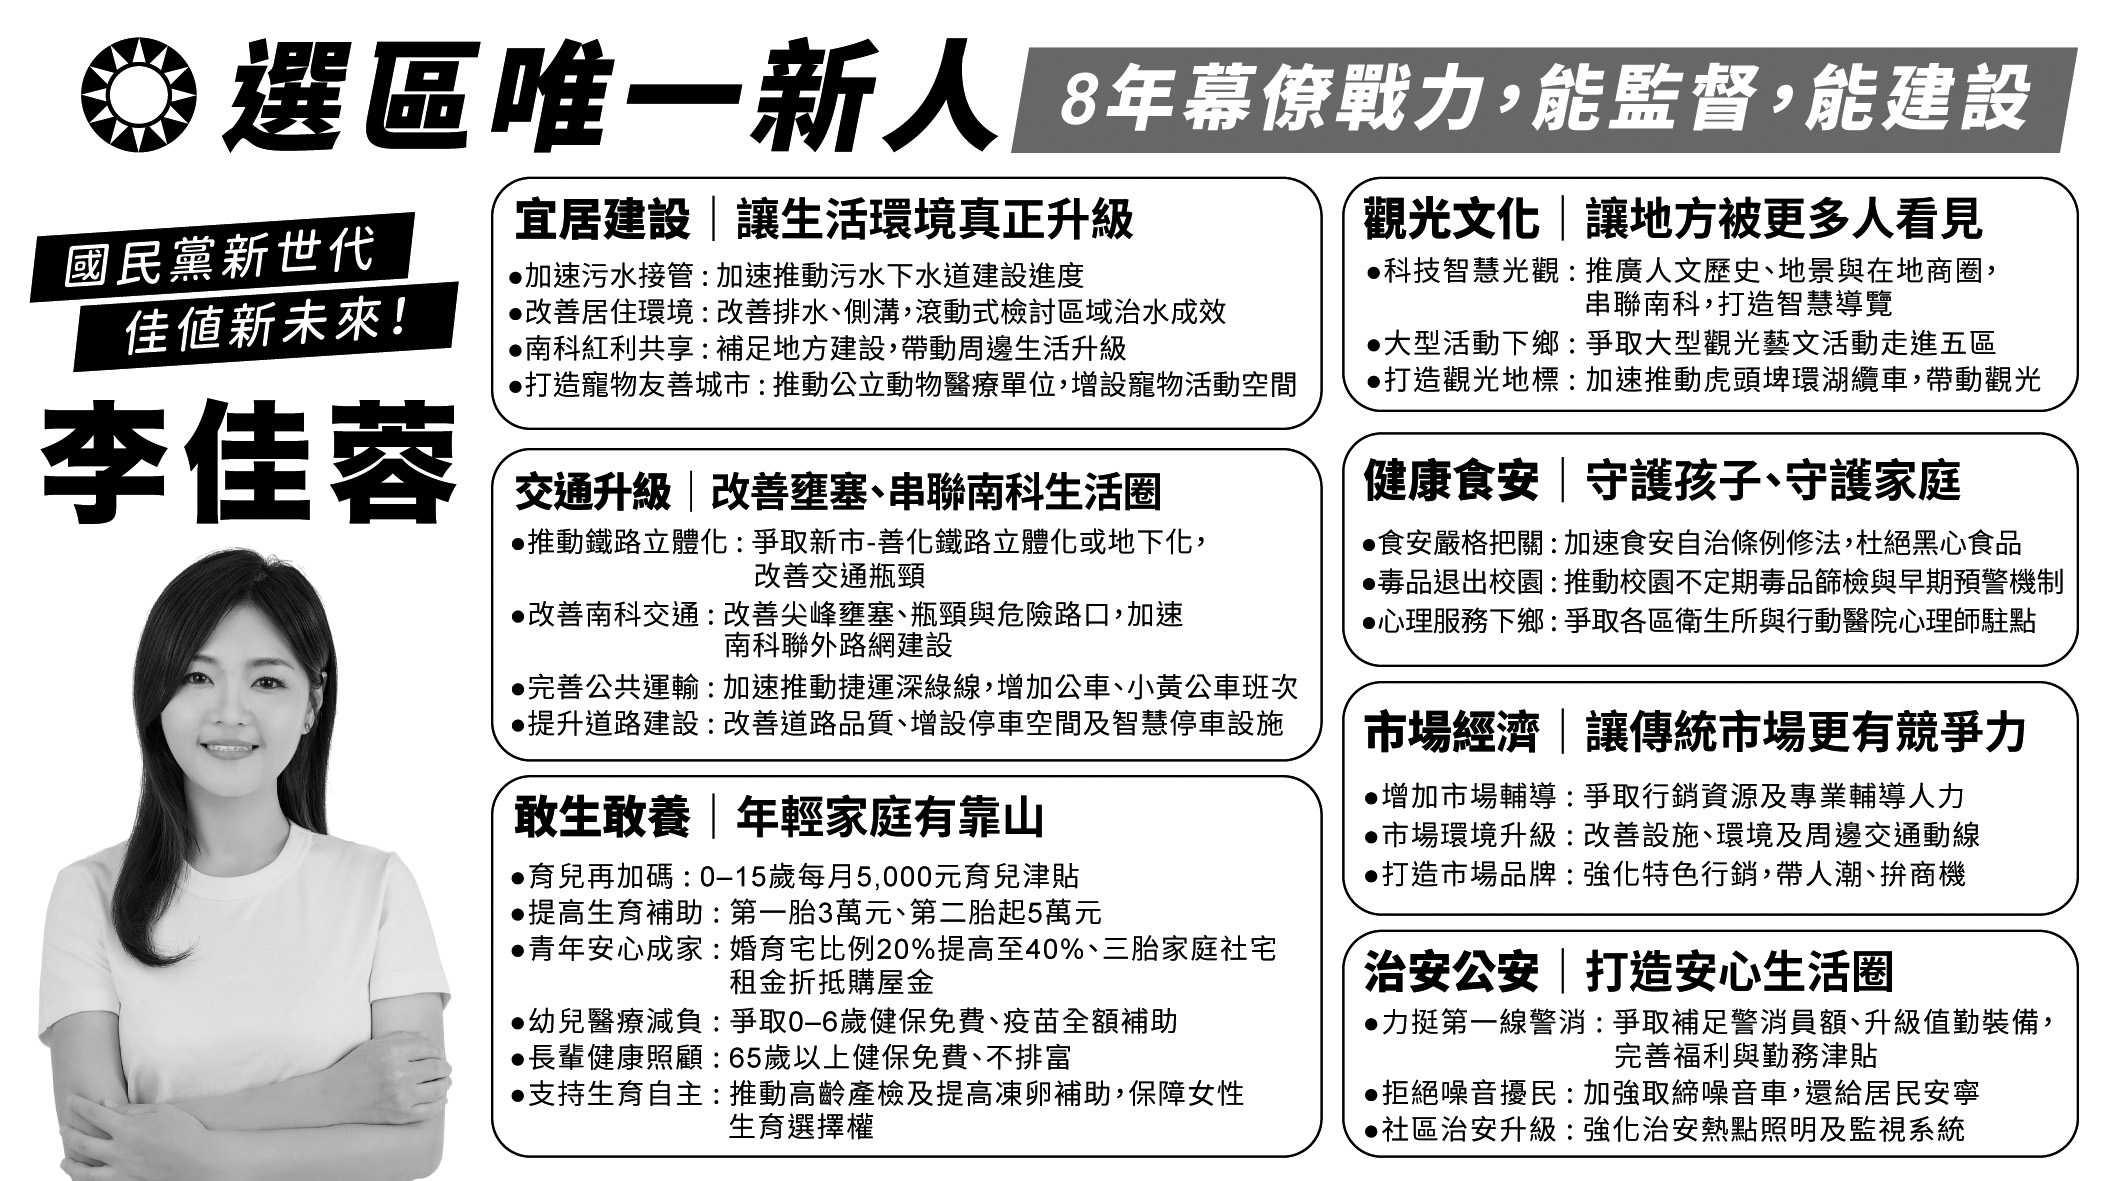 選區唯一新人
8年幕僚戰力，能監督，能建設
國民黨新世代
佳值新未來！
李佳蓉
宜居建設｜讓生活環境真正升級
●加速污水接管：加速推動污水下水道建設進度
●改善居住環境：改善排水、側溝，滾動式檢討區域治水成效
●南科紅利共享：補足地方建設，帶動周邊生活升級
●打造寵物友善城市：推動公立動物醫療單位，增設寵物活動空間
交通升級｜改善壅塞、串聯南科生活圈
●推動鐵路立體化：爭取新市-善化鐵路立體化或地下化，
改善交通瓶頸
●改善南科交通：改善尖峰壅塞、瓶頸與危險路口，加速
南科聯外路網建設
●完善公共運輸：加速推動捷運深綠線，增加公車、小黃公車班次
●提升道路建設：改善道路品質、增設停車空間及智慧停車設施
敢生敢養｜年輕家庭有靠山
●育兒再加碼：0–15歲每月5,000元育兒津貼
●提高生育補助：第一胎3萬元、第二胎起5萬元
●青年安心成家：婚育宅比例20%提高至40%、三胎家庭社宅
租金折抵購屋金
●幼兒醫療減負：爭取0–6歲健保免費、疫苗全額補助
●長輩健康照顧：65歲以上健保免費、不排富
●支持生育自主：推動高齡產檢及提高凍卵補助，保障女性
生育選擇權
觀光文化｜讓地方被更多人看見
●科技智慧光觀：推廣人文歷史、地景與在地商圈，
串聯南科，打造智慧導覽
●大型活動下鄉：爭取大型觀光藝文活動走進五區
●打造觀光地標：加速推動虎頭埤環湖纜車，帶動觀光
健康食安｜守護孩子、守護家庭
●食安嚴格把關：加速食安自治條例修法，杜絕黑心食品
●毒品退出校園：推動校園不定期毒品篩檢與早期預警機制
●心理服務下鄉：爭取各區衛生所與行動醫院心理師駐點
市場經濟｜讓傳統市場更有競爭力
●增加市場輔導：爭取行銷資源及專業輔導人力
●市場環境升級：改善設施、環境及周邊交通動線
●打造市場品牌：強化特色行銷，帶人潮、拚商機
治安公安｜打造安心生活圈
●力挺第一線警消：爭取補足警消員額、升級值勤裝備，
完善福利與勤務津貼
●拒絕噪音擾民：加強取締噪音車，還給居民安寧
●社區治安升級：強化治安熱點照明及監視系統